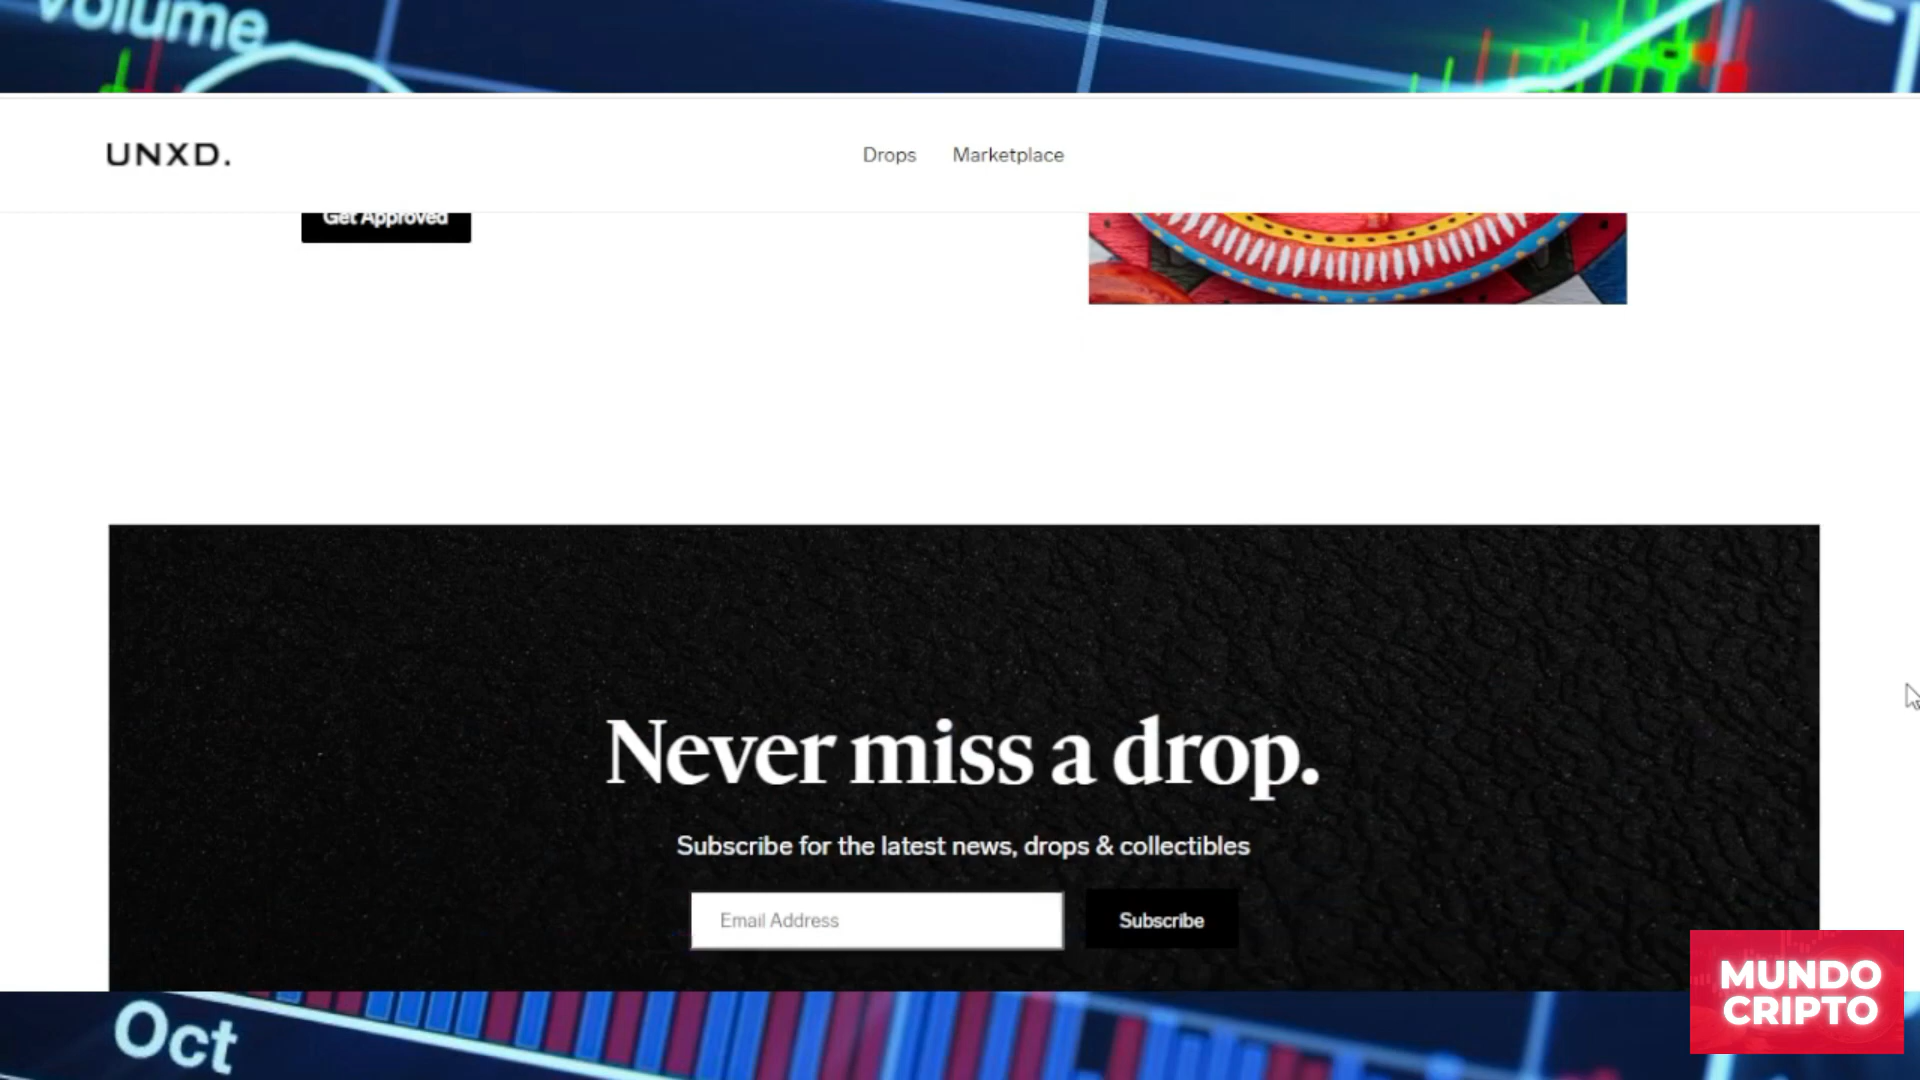 Volume
UNXD.
Drops
Marketplace
Get Approved
Never miss a drop.
Subscribe for the latest news, drops & collectibles
Email Address
Subscribe
MUNDO
CRIPTO
Oct